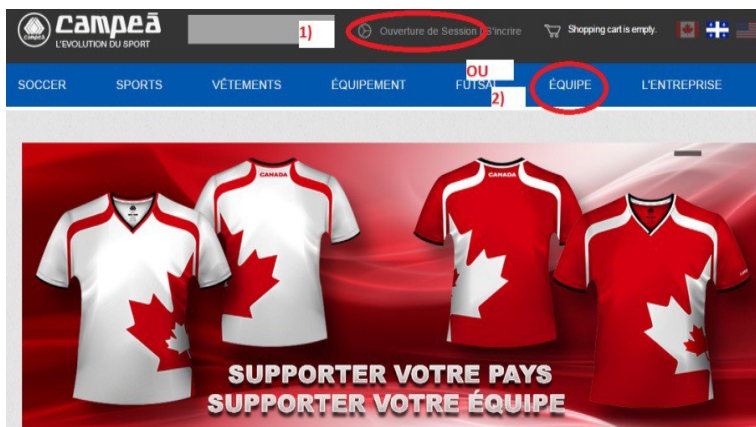 campeã
L'EVOLUTION DU SPORT
1)
Ouverture de Session / S'incrire
Shopping cart is empty.
OU
2)
SOCCER SPORTS VÊTEMENTS ÉQUIPEMENT FUTSAL ÉQUIPE L'ENTREPRISE
CANADA CANADA
SUPPORTER VOTRE PAYS
SUPPORTER VOTRE ÉQUIPE